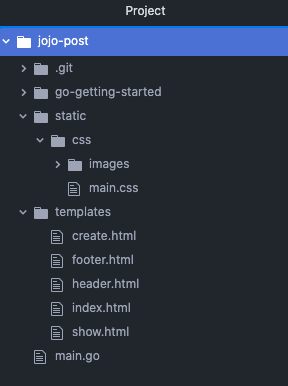 Project
jojo-post
.git
go-getting-started
static
css
images
main.css
templates
create.html
footer.html
header.html
index.html
show.html
main.go